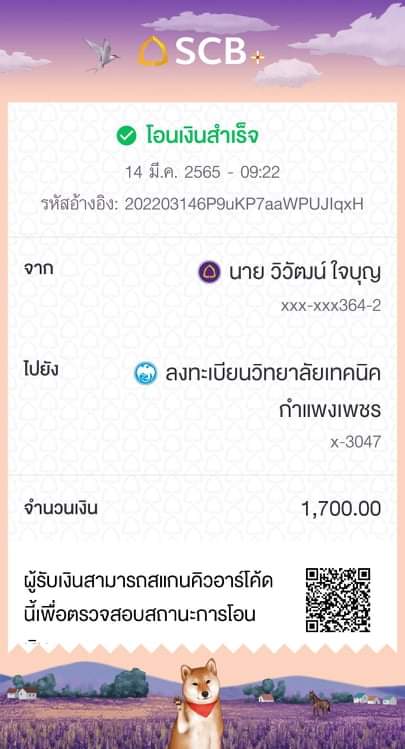 SCB
โอนเงินสำเร็จ
14 มี.ค. 2565 - 09:22
รหัสอ้างอิง: 202203146P9uKP7aaWPUJIqxH
จาก
นาย วิวัฒน์ ใจบุญ
xxx-xxx364-2
ไปยัง
ลงทะเบียนวิทยาลัยเทคนิค
กำแพงเพชร
x-3047
จำนวนเงิน
1,700.00
ผู้รับเงินสามารถสแกนคิวอาร์โค้ด
นี้เพื่อตรวจสอบสถานะการโอน